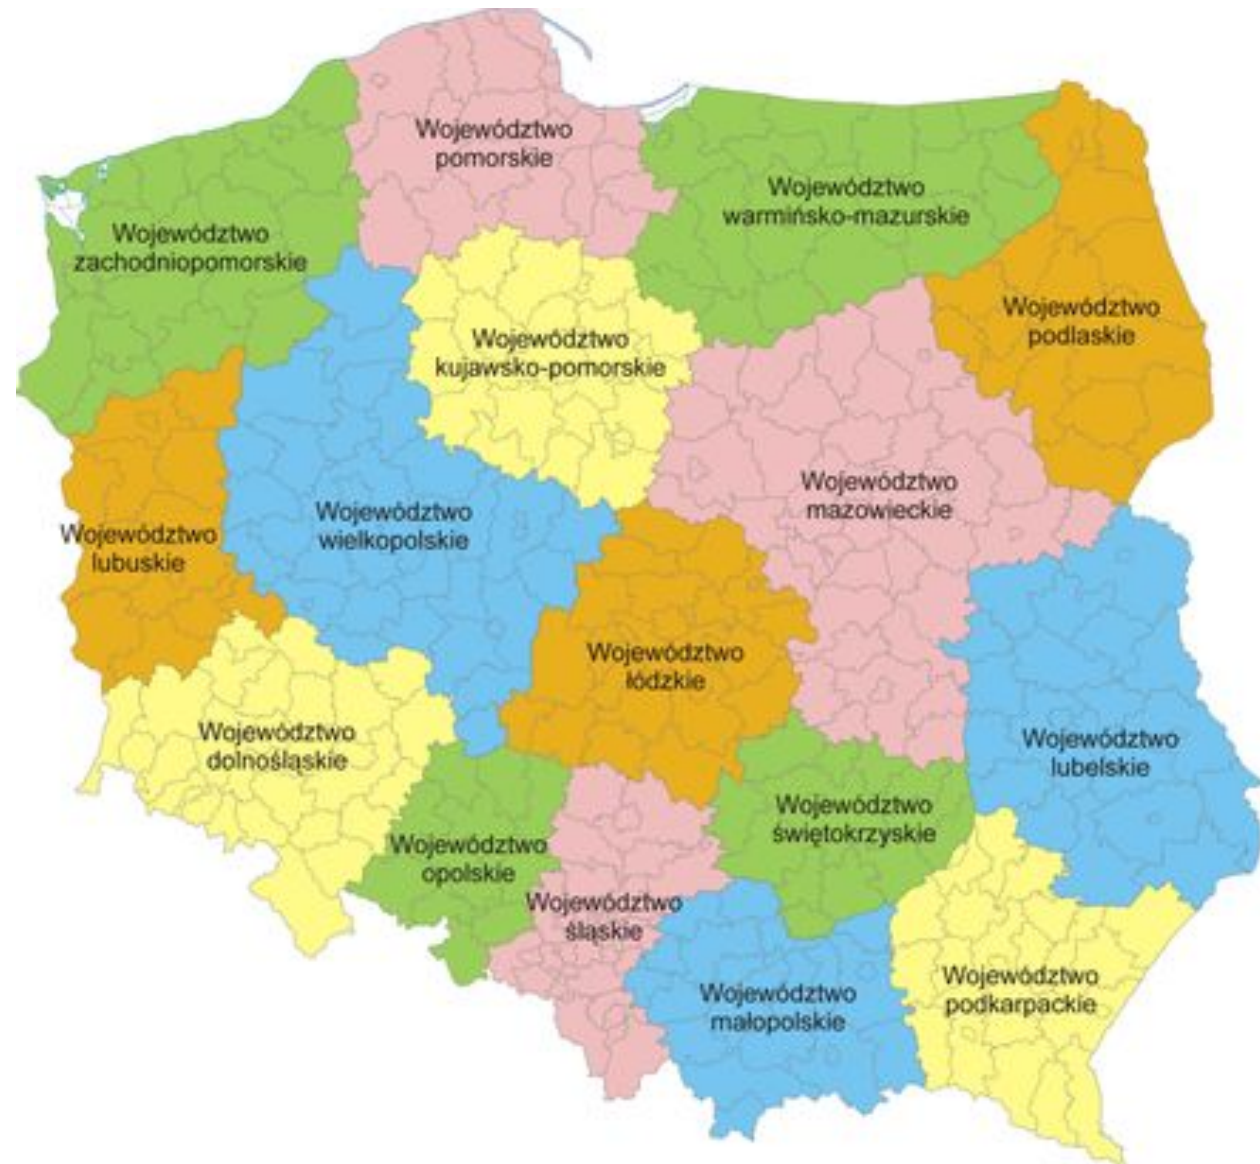 Województwo
pomorskie
Województwo
warmińsko-mazurskie
Województwo
zachodniopomorskie
Województwo
podlaskie
Województwo
kujawsko-pomorskie
Województwo
mazowieckie
Województwo
wielkopolskie
Województwo
lubuskie
Województwo
łódzkie
Województwo
dolnośląskie
Województwo
lubelskie
Województwo
świętokrzyskie
Województwo
opolskie
Województwo
śląskie
Województwo
podkarpackie
Województwo
małopolskie